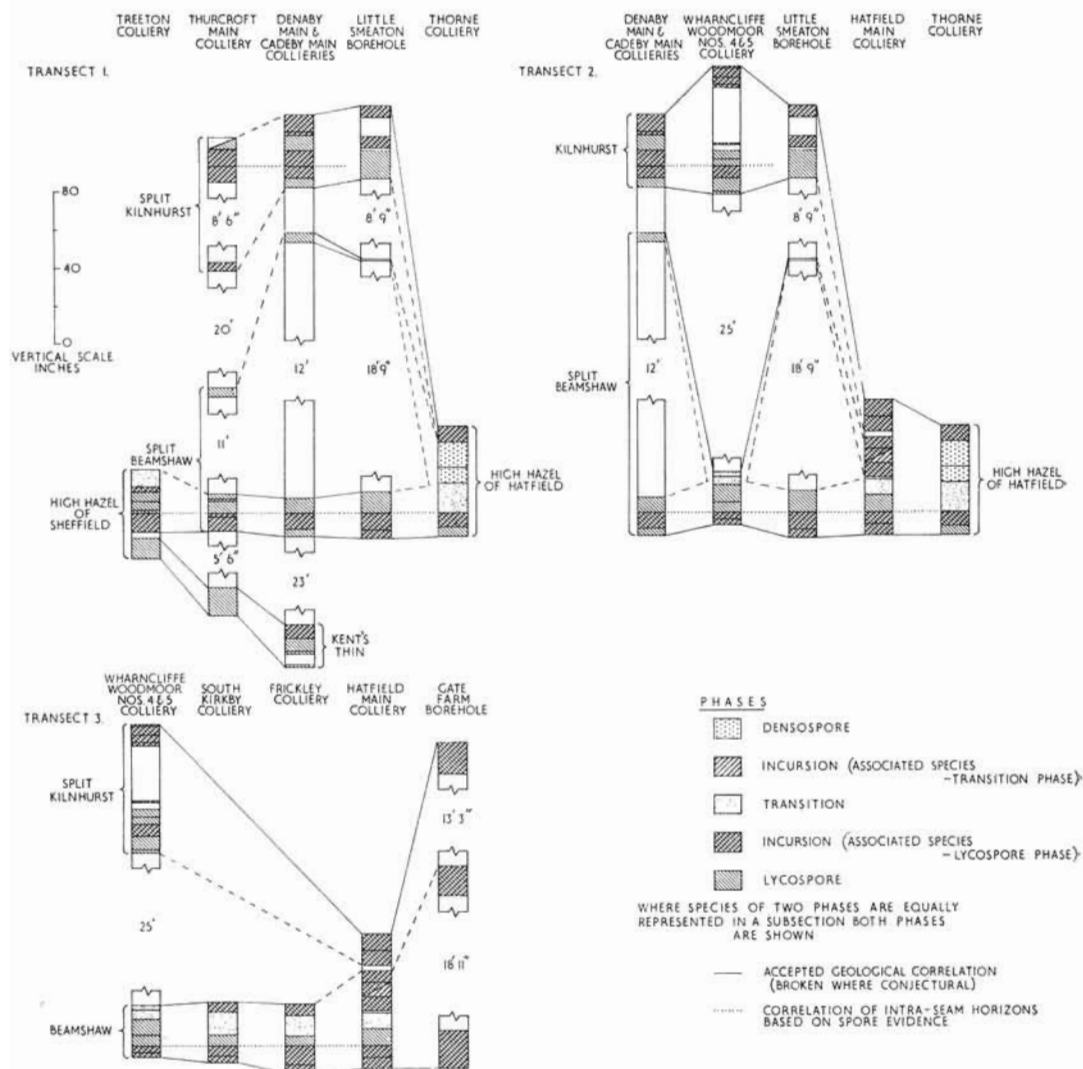 TREETON
COLLIERY
THURCROFT
MAIN
COLLIERY
DENABY
MAIN &
CADEBY MAIN
COLLIERIES
LITTLE
SMEATON
BOREHOLE
THORNE
COLLIERY
TRANSECT 1.
SPLIT
KILNHURST
80
40
0
VERTICAL SCALE
INCHES
8' 6"
20'
11'
5' 6"
12'
23'
8' 9"
18' 9"
SPLIT
BEAMSHAW
HIGH HAZEL
OF
SHEFFIELD
HIGH HAZEL
OF HATFIELD
KENT'S
THIN
DENABY
MAIN &
CADEBY MAIN
COLLIERIES
WHARNCLIFFE
WOODMOOR
NOS. 4 & 5
COLLIERY
LITTLE
SMEATON
BOREHOLE
HATFIELD
MAIN
COLLIERY
THORNE
COLLIERY
TRANSECT 2.
KILNHURST
SPLIT
BEAMSHAW
12'
25'
8' 9"
18' 9"
HIGH HAZEL
OF HATFIELD
WHARNCLIFFE
WOODMOOR
NOS. 4 & 5
COLLIERY
SOUTH
KIRKBY
COLLIERY
FRICKLEY
COLLIERY
HATFIELD
MAIN
COLLIERY
GATE
FARM
BOREHOLE
TRANSECT 3.
SPLIT
KILNHURST
25'
BEAMSHAW
13' 3"
18' 11"
PHASES
DENSOSPORE
INCURSION (ASSOCIATED SPECIES
-TRANSITION PHASE)
TRANSITION
INCURSION (ASSOCIATED SPECIES
-LYCOSPORE PHASE)
LYCOSPORE
WHERE SPECIES OF TWO PHASES ARE EQUALLY
REPRESENTED IN A SUBSECTION BOTH PHASES
ARE SHOWN
ACCEPTED GEOLOGICAL CORRELATION
(BROKEN WHERE CONJECTURAL)
CORRELATION OF INTRA-SEAM HORIZONS
BASED ON SPORE EVIDENCE